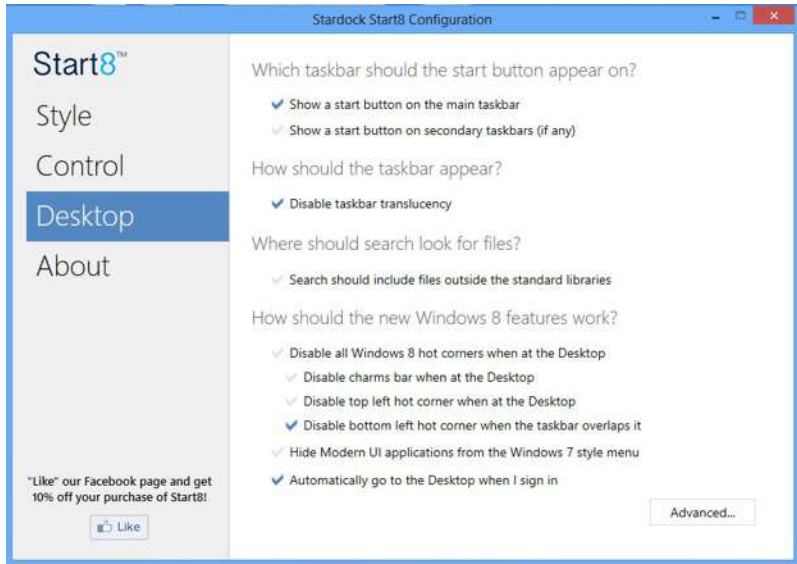 Stardock Start8 Configuration
Start8™
Style
Control
Desktop
About
"Like" our Facebook page and get
10% off your purchase of Start8!
Like
Which taskbar should the start button appear on?
Show a start button on the main taskbar
Show a start button on secondary taskbars (if any)
How should the taskbar appear?
Disable taskbar translucency
Where should search look for files?
Search should include files outside the standard libraries
How should the new Windows 8 features work?
Disable all Windows 8 hot corners when at the Desktop
Disable charms bar when at the Desktop
Disable top left hot corner when at the Desktop
Disable bottom left hot corner when the taskbar overlaps it
Hide Modern UI applications from the Windows 7 style menu
Automatically go to the Desktop when I sign in
Advanced...